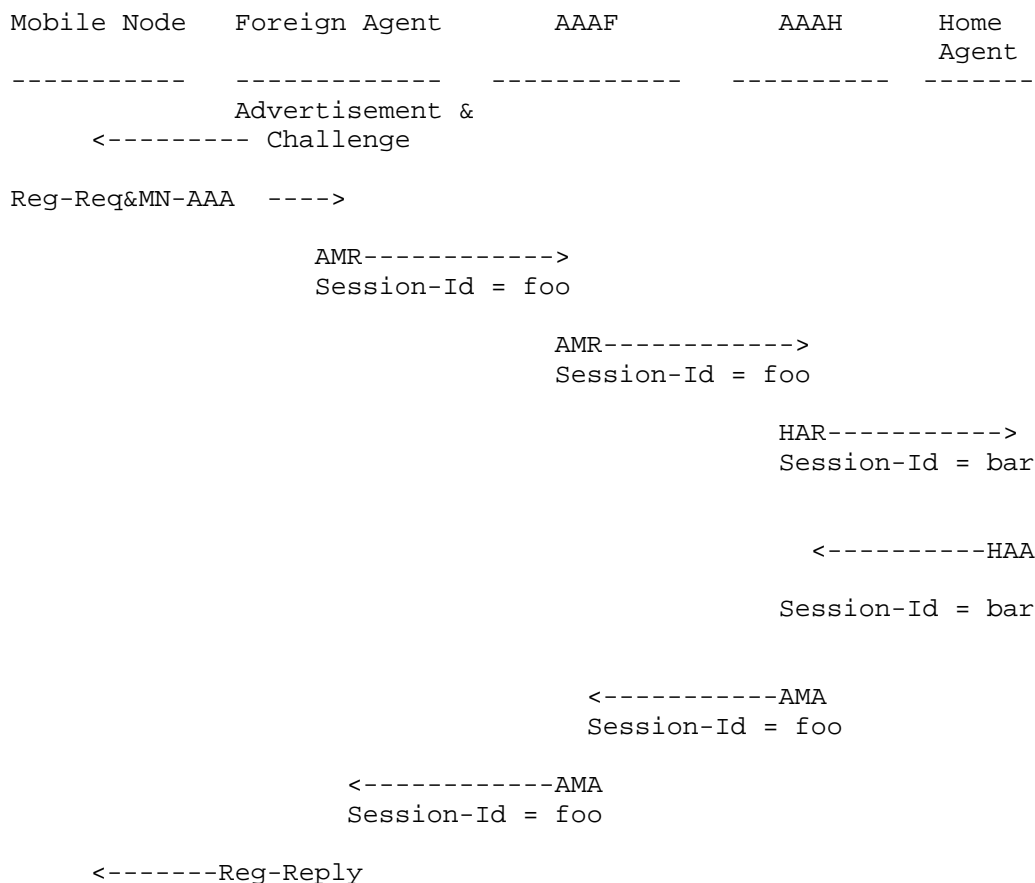 Mobile Node   Foreign Agent       AAAF             AAAH      Home
                                                              Agent
-----------   -------------   ------------    ----------  -------
              Advertisement &
     <--------- Challenge
Reg-Req&MN-AAA  ---->
                    AMR------------>
                    Session-Id = foo
                                    AMR------------>
                                    Session-Id = foo
                                                   HAR----------->
                                                   Session-Id = bar
                                                     <----------HAA
                                                   Session-Id = bar
                                      <-----------AMA
                                      Session-Id = foo
                      <------------AMA
                      Session-Id = foo
     <-------Reg-Reply